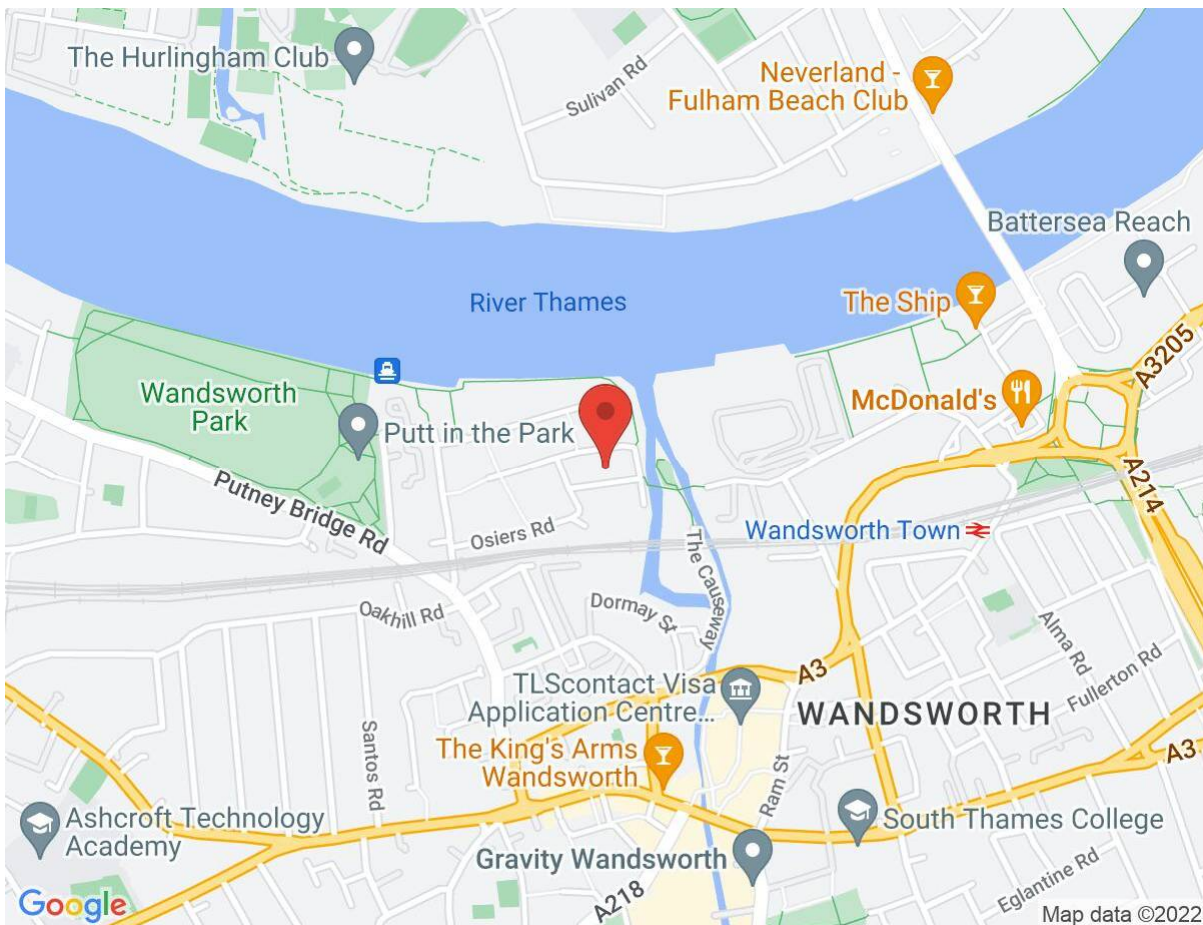 The Hurlingham Club
Sulivan Rd
Neverland -
Fulham Beach Club
Battersea Reach
River Thames
The Ship
A3205
Wandsworth
Park
Putt in the Park
McDonald's
A214
Putney Bridge Rd
Osiers Rd
Wandsworth Town
The Causeway
Oakhill Rd
Dormay St
Alma Rd
Fullerton Rd
A3
TLScontact Visa
Application Centre...
WANDSWORTH
Santos Rd
The King's Arms
Wandsworth
Ram St
A3
Ashcroft Technology
Academy
South Thames College
Gravity Wandsworth
A218
Eglantine Rd
Google
Map data ©2022